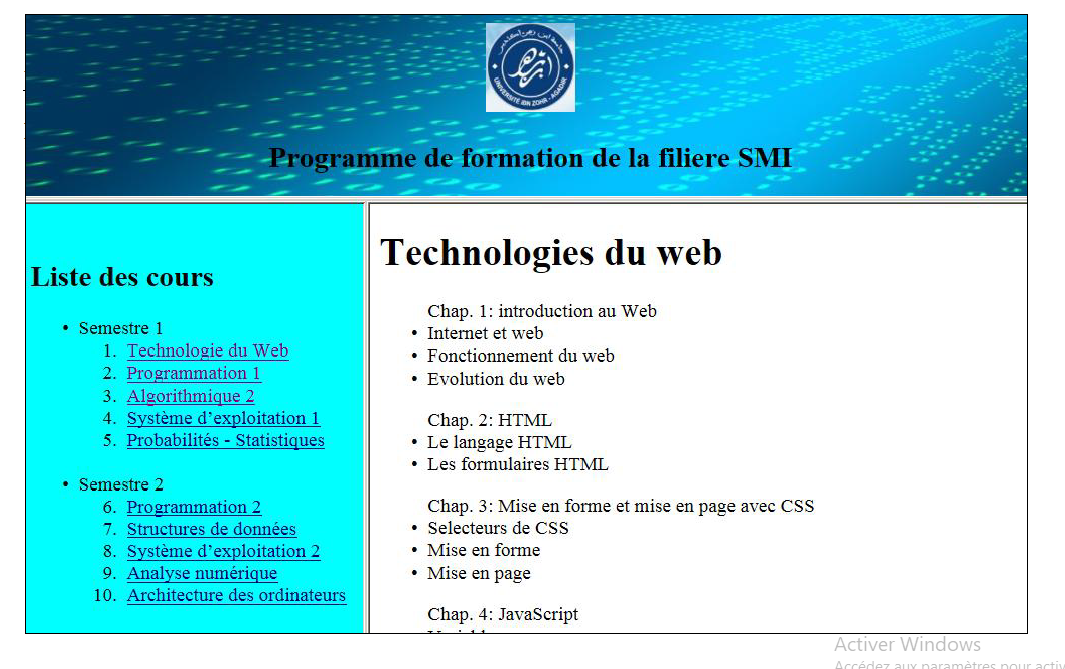 جامعة ابن زهر أكادير
UNIVERSITÉ IBN ZOHR - AGADIR
Programme de formation de la filiere SMI
Liste des cours
• Semestre 1
1. Technologie du Web
2. Programmation 1
3. Algorithmique 2
4. Système d’exploitation 1
5. Probabilités - Statistiques
• Semestre 2
6. Programmation 2
7. Structures de données
8. Système d’exploitation 2
9. Analyse numérique
10. Architecture des ordinateurs
Technologies du web
Chap. 1: introduction au Web
• Internet et web
• Fonctionnement du web
• Evolution du web
Chap. 2: HTML
• Le langage HTML
• Les formulaires HTML
Chap. 3: Mise en forme et mise en page avec CSS
• Selecteurs de CSS
• Mise en forme
• Mise en page
Chap. 4: JavaScript
Activer Windows
Accédez aux paramètres pour activ